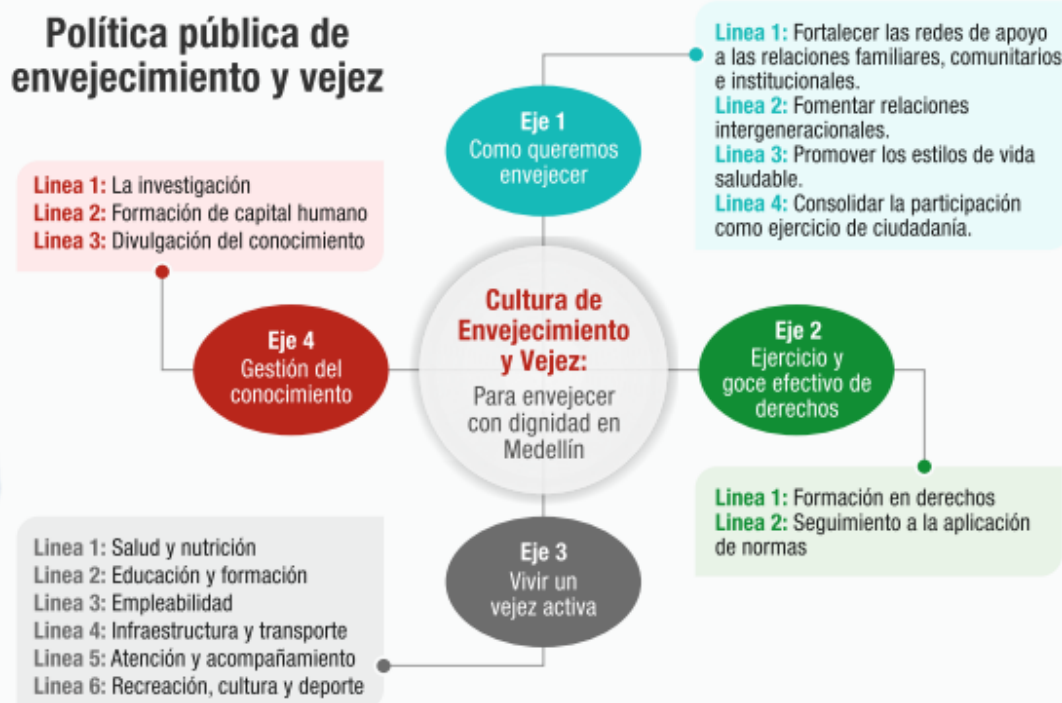 Política pública de
envejecimiento y vejez
Eje 1
Como queremos
envejecer
Linea 1: Fortalecer las redes de apoyo
a las relaciones familiares, comunitarios
e institucionales.
Linea 2: Fomentar relaciones
intergeneracionales.
Linea 3: Promover los estilos de vida
saludable.
Linea 4: Consolidar la participación
como ejercicio de ciudadanía.
Linea 1: La investigación
Linea 2: Formación de capital humano
Linea 3: Divulgación del conocimiento
Eje 4
Gestión del
conocimiento
Cultura de
Envejecimiento
y Vejez:
Para envejecer
con dignidad en
Medellín
Eje 2
Ejercicio y
goce efectivo de
derechos
Linea 1: Formación en derechos
Linea 2: Seguimiento a la aplicación
de normas
Eje 3
Vivir un
vejez activa
Linea 1: Salud y nutrición
Linea 2: Educación y formación
Linea 3: Empleabilidad
Linea 4: Infraestructura y transporte
Linea 5: Atención y acompañamiento
Linea 6: Recreación, cultura y deporte